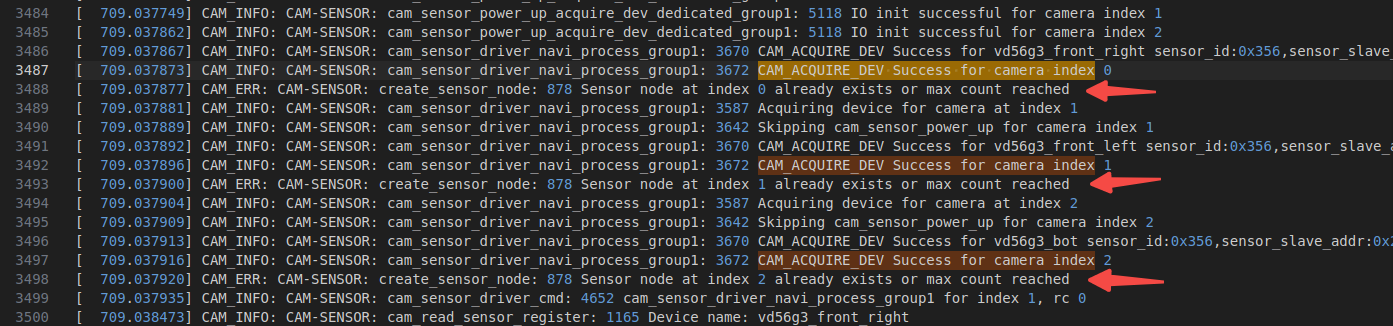 3484 [  709.037749] CAM_INFO: CAM-SENSOR: cam_sensor_power_up_acquire_dev_dedicated_group1: 5118 IO init successful for camera index 1
3485 [  709.037862] CAM_INFO: CAM-SENSOR: cam_sensor_power_up_acquire_dev_dedicated_group1: 5118 IO init successful for camera index 2
3486 [  709.037867] CAM_INFO: CAM-SENSOR: cam_sensor_driver_navi_process_group1: 3670 CAM_ACQUIRE_DEV Success for vd56g3_front_right sensor_id:0x356,sensor_slave_
3487 [  709.037873] CAM_INFO: CAM-SENSOR: cam_sensor_driver_navi_process_group1: 3672 CAM_ACQUIRE_DEV Success for camera index 0
3488 [  709.037877] CAM_ERR: CAM-SENSOR: create_sensor_node: 878 Sensor node at index 0 already exists or max count reached
3489 [  709.037881] CAM_INFO: CAM-SENSOR: cam_sensor_driver_navi_process_group1: 3587 Acquiring device for camera at index 1
3490 [  709.037889] CAM_INFO: CAM-SENSOR: cam_sensor_driver_navi_process_group1: 3642 Skipping cam_sensor_power_up for camera index 1
3491 [  709.037892] CAM_INFO: CAM-SENSOR: cam_sensor_driver_navi_process_group1: 3670 CAM_ACQUIRE_DEV Success for vd56g3_front_left sensor_id:0x356,sensor_slave_a
3492 [  709.037896] CAM_INFO: CAM-SENSOR: cam_sensor_driver_navi_process_group1: 3672 CAM_ACQUIRE_DEV Success for camera index 1
3493 [  709.037900] CAM_ERR: CAM-SENSOR: create_sensor_node: 878 Sensor node at index 1 already exists or max count reached
3494 [  709.037904] CAM_INFO: CAM-SENSOR: cam_sensor_driver_navi_process_group1: 3587 Acquiring device for camera at index 2
3495 [  709.037909] CAM_INFO: CAM-SENSOR: cam_sensor_driver_navi_process_group1: 3642 Skipping cam_sensor_power_up for camera index 2
3496 [  709.037913] CAM_INFO: CAM-SENSOR: cam_sensor_driver_navi_process_group1: 3670 CAM_ACQUIRE_DEV Success for vd56g3_bot sensor_id:0x356,sensor_slave_addr:0x2
3497 [  709.037916] CAM_INFO: CAM-SENSOR: cam_sensor_driver_navi_process_group1: 3672 CAM_ACQUIRE_DEV Success for camera index 2
3498 [  709.037920] CAM_ERR: CAM-SENSOR: create_sensor_node: 878 Sensor node at index 2 already exists or max count reached
3499 [  709.037935] CAM_INFO: CAM-SENSOR: cam_sensor_driver_cmd: 4652 cam_sensor_driver_navi_process_group1 for index 1, rc 0
3500 [  709.038473] CAM_INFO: CAM-SENSOR: cam_read_sensor_register: 1165 Device name: vd56g3_front_right